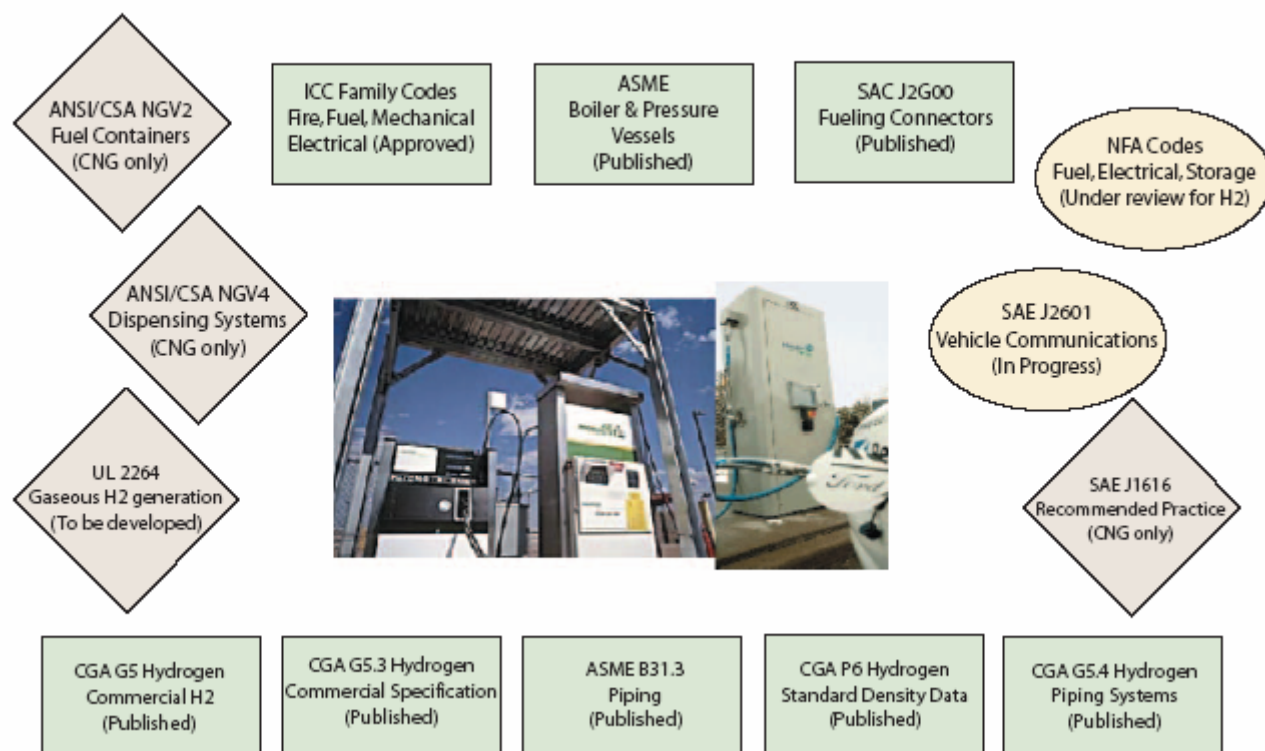 ANSI/CSA NGV2
Fuel Containers
(CNG only)
ICC Family Codes
Fire, Fuel, Mechanical
Electrical (Approved)
ASME
Boiler & Pressure
Vessels
(Published)
SAC J2G00
Fueling Connectors
(Published)
NFA Codes
Fuel, Electrical, Storage
(Under review for H2)
ANSI/CSA NGV4
Dispensing Systems
(CNG only)
SAE J2601
Vehicle Communications
(In Progress)
UL 2264
Gaseous H2 generation
(To be developed)
Ford
SAE J1616
Recommended Practice
(CNG only)
CGA G5 Hydrogen
Commercial H2
(Published)
CGA G5.3 Hydrogen
Commercial Specification
(Published)
ASME B31.3
Piping
(Published)
CGA P6 Hydrogen
Standard Density Data
(Published)
CGA G5.4 Hydrogen
Piping Systems
(Published)